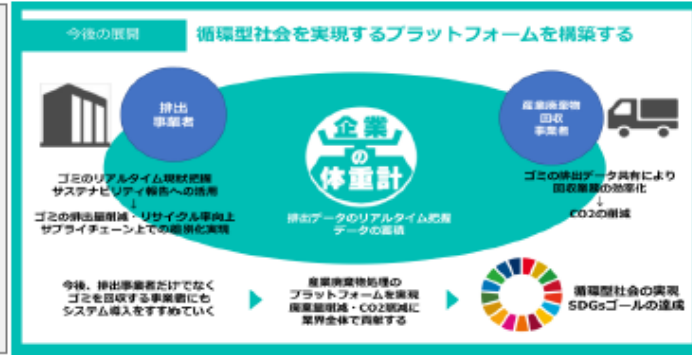 今後の展開
循環型社会を実現するプラットフォームを構築する
排出
事業者
企業
の
体重計
産業廃棄物
回収
事業者
ゴミのリアルタイム現状把握
サステナビリティ報告への活用
↓
ゴミの排出量削減・リサイクル率向上
サプライチェーン上での差別化実現
排出データのリアルタイム把握
データの蓄積
ゴミの排出データ共有により
回収業務の効率化
↓
CO2の削減
今後、排出事業者だけでなく
ゴミを回収する事業者にも
システム導入をすすめていく
産業廃棄物処理の
プラットフォームを実現
廃棄量削減・CO2削減に
業界全体で貢献する
循環型社会の実現
SDGsゴールの達成